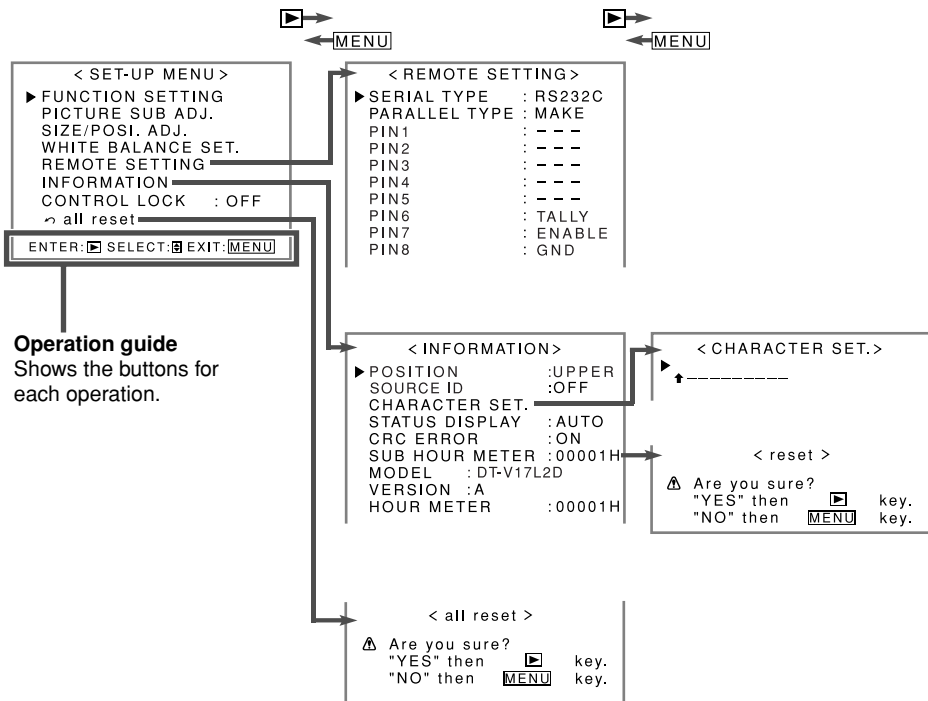 MENU
MENU
< SET-UP MENU >
▶ FUNCTION SETTING
PICTURE SUB ADJ.
SIZE/POSI. ADJ.
WHITE BALANCE SET.
REMOTE SETTING
INFORMATION
CONTROL LOCK : OFF
all reset
ENTER: ▶ SELECT: EXIT: MENU
Operation guide
Shows the buttons for
each operation.
< REMOTE SETTING >
▶ SERIAL TYPE : RS232C
PARALLEL TYPE : MAKE
PIN1 : – – –
PIN2 : – – –
PIN3 : – – –
PIN4 : – – –
PIN5 : – – –
PIN6 : TALLY
PIN7 : ENABLE
PIN8 : GND
< INFORMATION >
▶ POSITION :UPPER
SOURCE ID :OFF
CHARACTER SET.
STATUS DISPLAY : AUTO
CRC ERROR : ON
SUB HOUR METER :00001H
MODEL : DT-V17L2D
VERSION : A
HOUR METER :00001H
< CHARACTER SET. >
< reset >
Are you sure?
"YES" then ▶ key.
"NO" then MENU key.
< all reset >
Are you sure?
"YES" then ▶ key.
"NO" then MENU key.